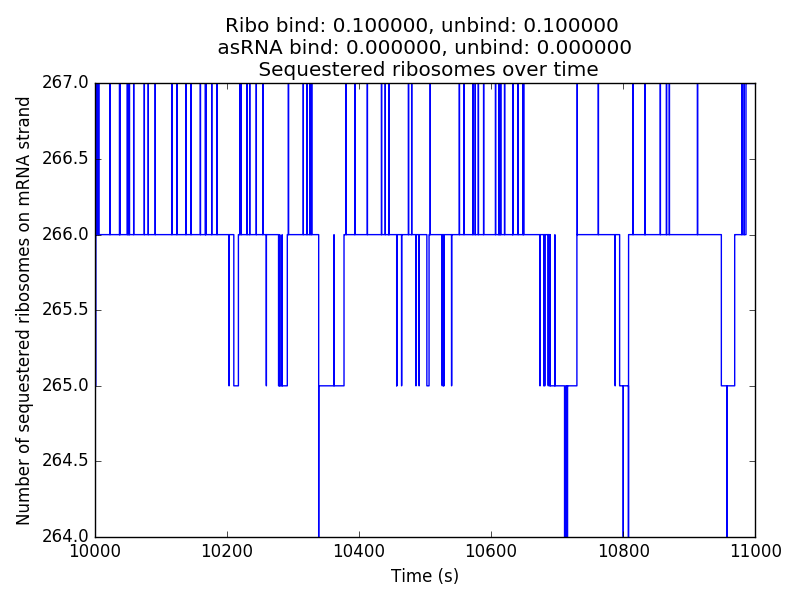 Ribo bind: 0.100000, unbind: 0.100000
asRNA bind: 0.000000, unbind: 0.000000
Sequestered ribosomes over time
Number of sequestered ribosomes on mRNA strand
267.0
266.5
266.0
265.5
265.0
264.5
264.0
10000 10200 10400 10600 10800 11000
Time (s)